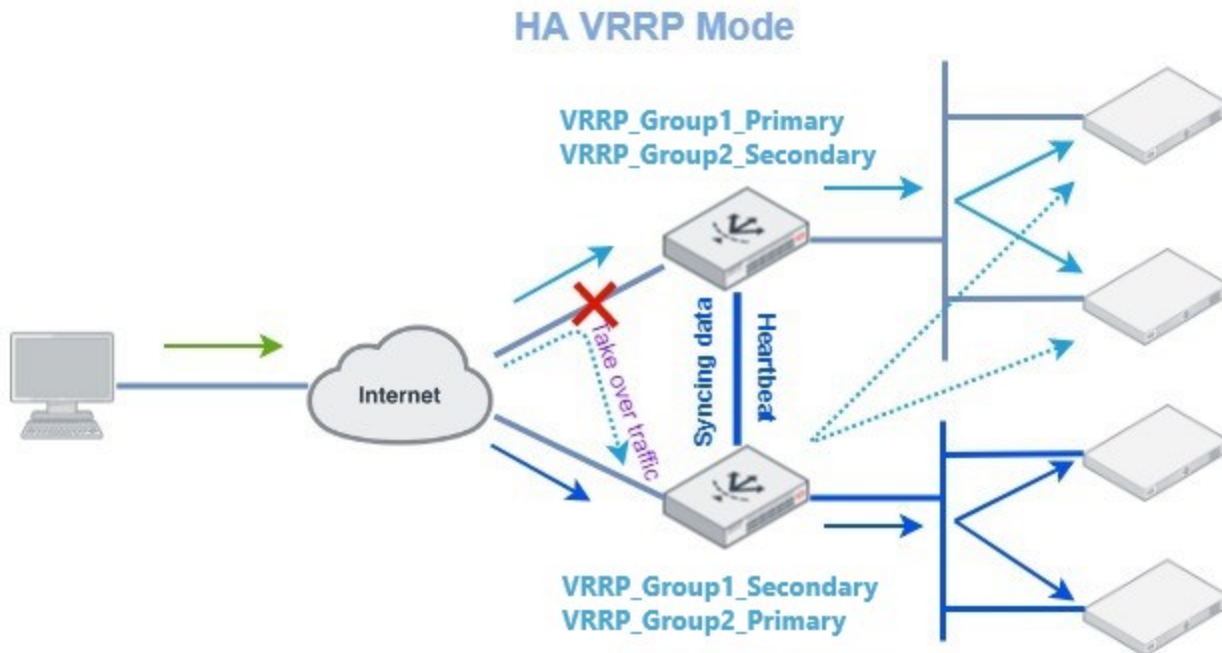 HA VRRP Mode
VRRP_Group1_Primary
VRRP_Group2_Secondary
Internet
Take over traffic
Syncing data
Heartbeat
VRRP_Group1_Secondary
VRRP_Group2_Primary